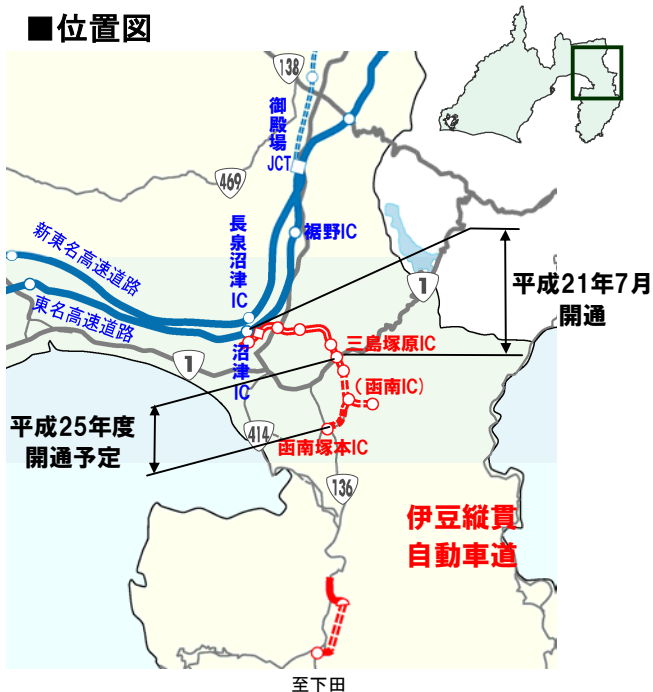 ■位置図
138
御殿場
JCT
469
長泉沼津IC
裾野IC
新東名高速道路
東名高速道路
1
平成21年7月
開通
1
沼津IC
三島塚原IC
(函南IC)
平成25年度
開通予定
414
函南塚本IC
136
伊豆縦貫
自動車道
至下田